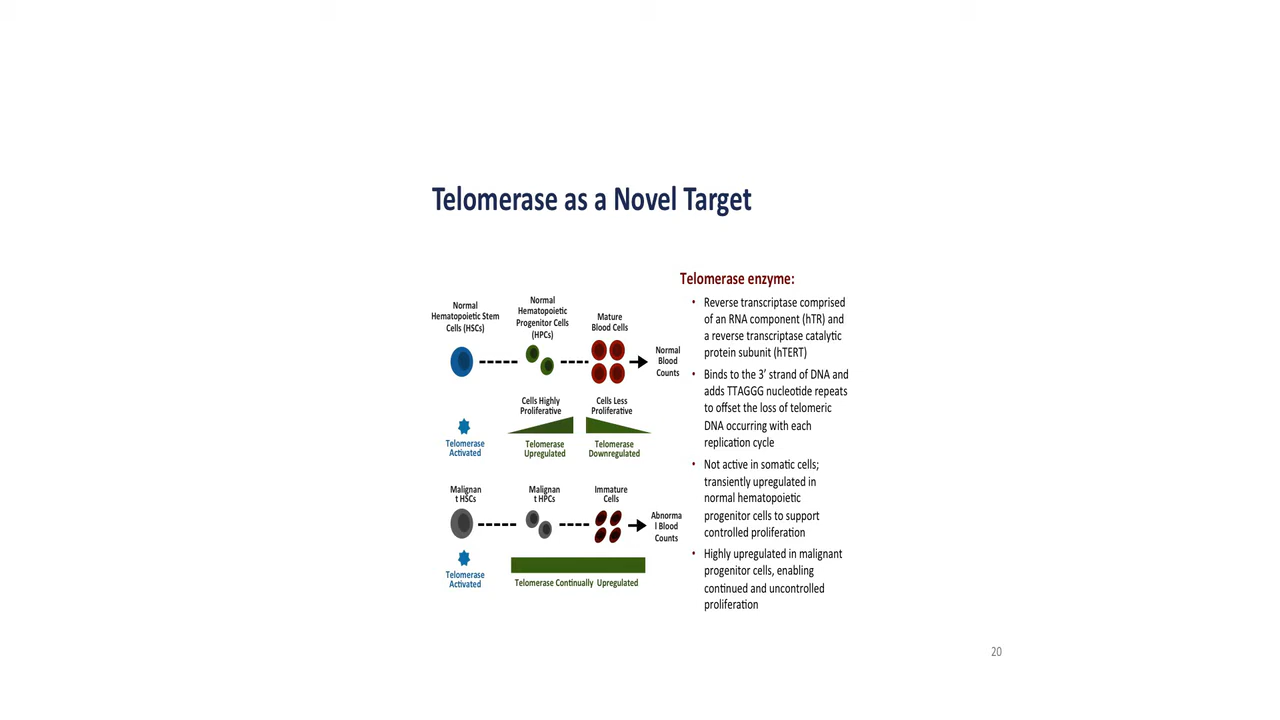 Telomerase as a Novel Target
Normal
Hematopoietic Stem
Cells (HSCs)
Normal
Hematopoietic
Progenitor Cells
(HPCs)
Mature
Blood Cells
Normal
Blood
Counts
Cells Highly
Proliferative
Cells Less
Proliferative
Telomerase
Activated
Telomerase
Upregulated
Telomerase
Downregulated
Malignan
t HSCs
Malignan
t HPCs
Immature
Cells
Abnorma
l Blood
Counts
Telomerase
Activated
Telomerase Continually Upregulated
Telomerase enzyme:
• Reverse transcriptase comprised
of an RNA component (hTR) and
a reverse transcriptase catalytic
protein subunit (hTERT)
• Binds to the 3’ strand of DNA and
adds TTAGGG nucleotide repeats
to offset the loss of telomeric
DNA occurring with each
replication cycle
• Not active in somatic cells;
transiently upregulated in
normal hematopoietic
progenitor cells to support
controlled proliferation
• Highly upregulated in malignant
progenitor cells, enabling
continued and uncontrolled
proliferation
20